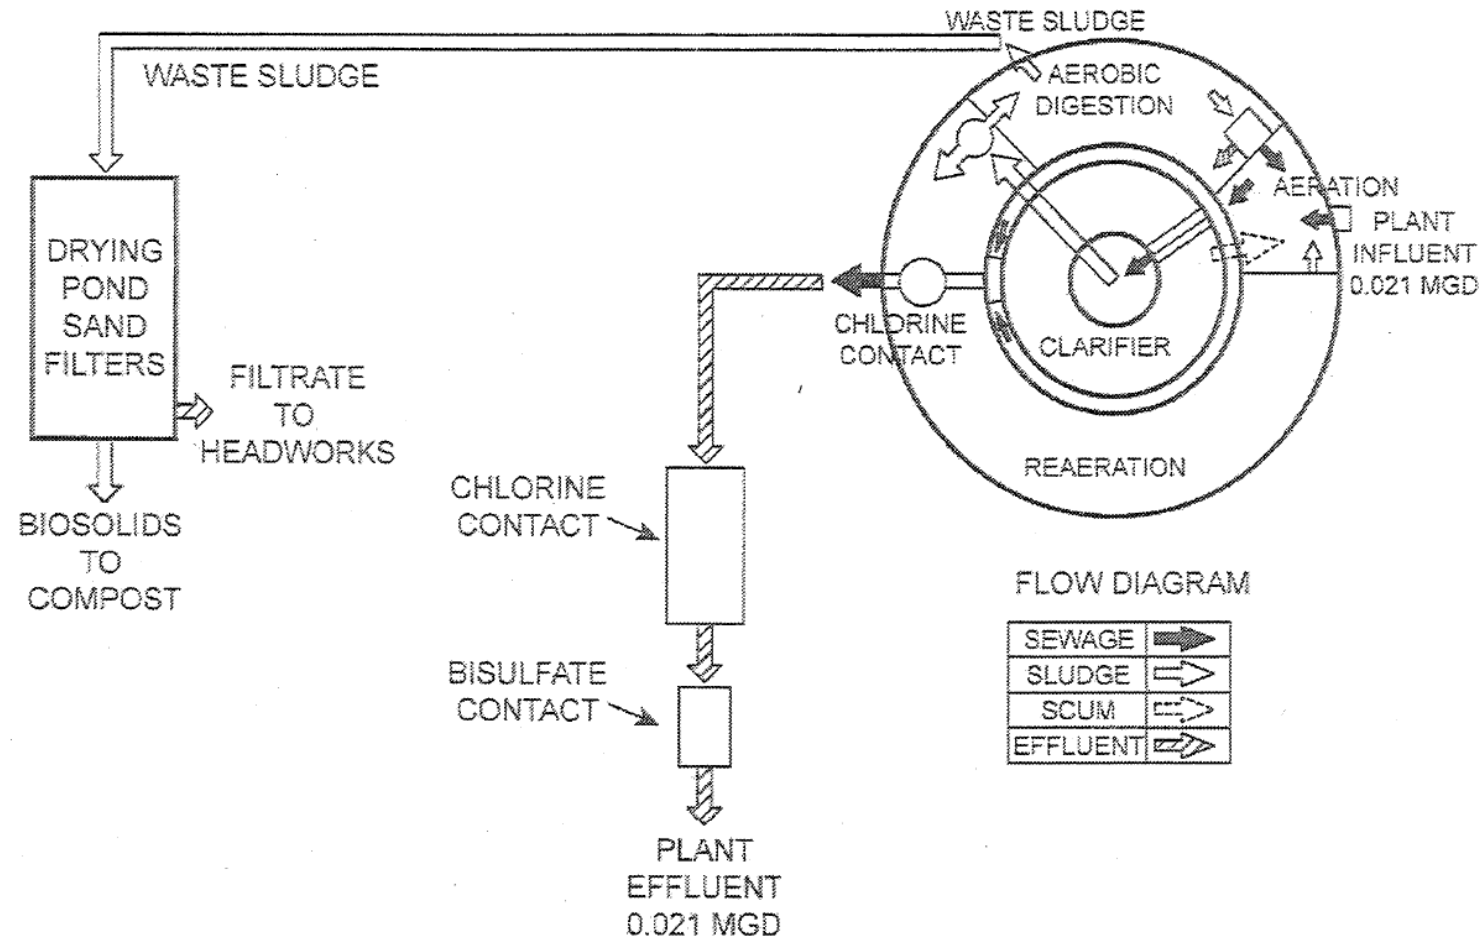 WASTE SLUDGE
WASTE SLUDGE
AEROBIC
DIGESTION
AERATION
PLANT
INFLUENT
0.021 MGD
CHLORINE
CONTACT
CLARIFIER
REAERATION
DRYING
POND
SAND
FILTERS
FILTRATE
TO
HEADWORKS
BIOSOLIDS
TO
COMPOST
CHLORINE
CONTACT
BISULFATE
CONTACT
PLANT
EFFLUENT
0.021 MGD
FLOW DIAGRAM
SEWAGE
SLUDGE
SCUM
EFFLUENT